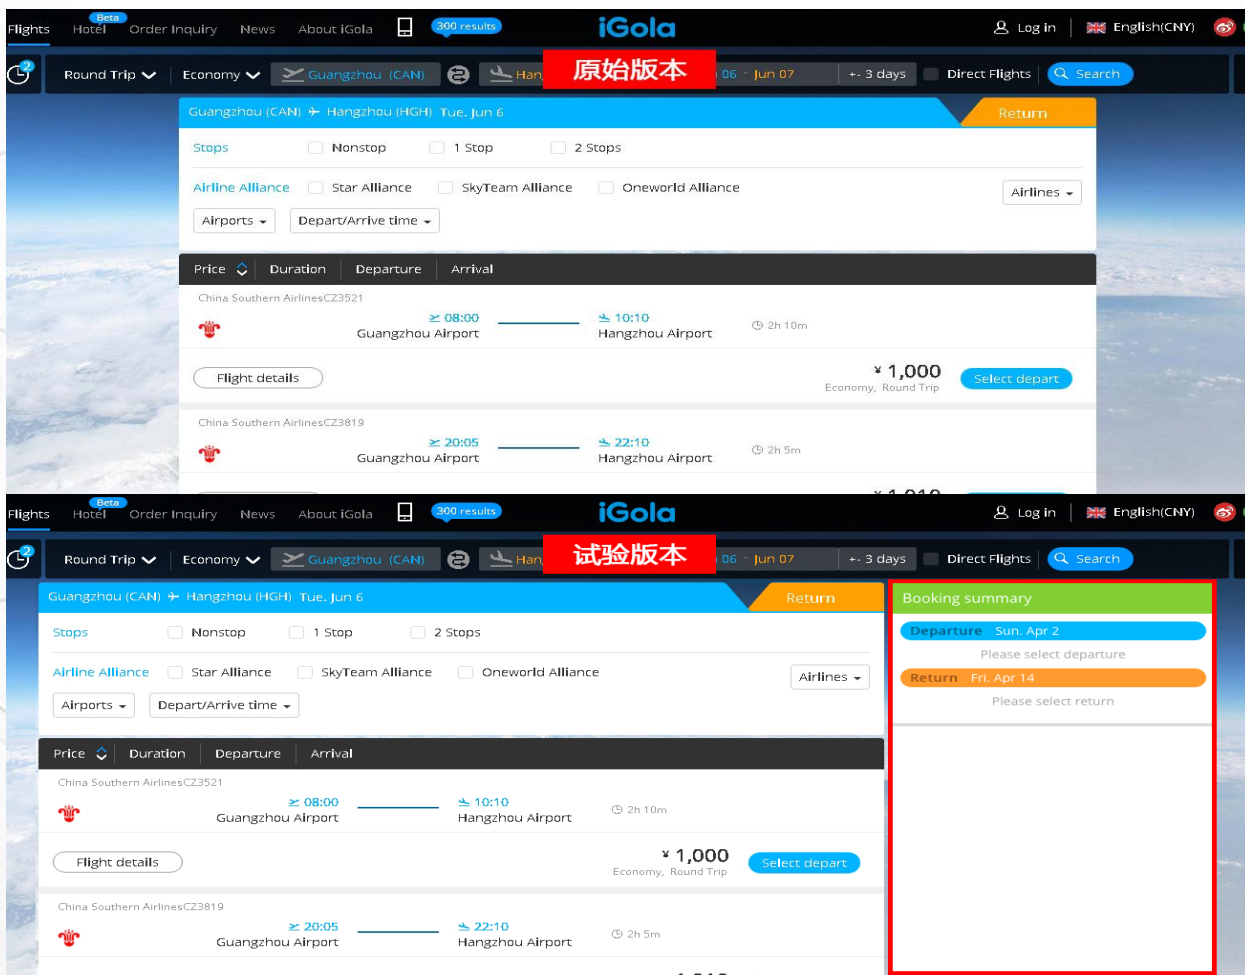 Flights Hotel Beta Order Inquiry News About iGola 300 results iGola Log in English(CNY)
2 Round Trip Economy Guangzhou (CAN) Han 原始版本 06 - Jun 07 +- 3 days Direct Flights Search
Guangzhou (CAN) Hangzhou (HGH) Tue. Jun 6 Return
Stops Nonstop 1 Stop 2 Stops
Airline Alliance Star Alliance SkyTeam Alliance Oneworld Alliance Airlines
Airports Depart/Arrive time
Price Duration Departure Arrival
China Southern AirlinesCZ3521
08:00 10:10
Guangzhou Airport Hangzhou Airport 2h 10m
Flight details ¥ 1,000 Select depart
Economy, Round Trip
China Southern AirlinesCZ3819
20:05 22:10
Guangzhou Airport Hangzhou Airport 2h 5m
Flights Hotel Beta Order Inquiry News About iGola 300 results iGola Log in English(CNY)
2 Round Trip Economy Guangzhou (CAN) Han 试验版本 06 - Jun 07 +- 3 days Direct Flights Search
Guangzhou (CAN) Hangzhou (HGH) Tue. Jun 6 Return Booking summary
Stops Nonstop 1 Stop 2 Stops Departure Sun. Apr 2
Please select departure
Airline Alliance Star Alliance SkyTeam Alliance Oneworld Alliance Airlines Return Fri. Apr 14
Airports Depart/Arrive time Please select return
Price Duration Departure Arrival
China Southern AirlinesCZ3521
08:00 10:10
Guangzhou Airport Hangzhou Airport 2h 10m
Flight details ¥ 1,000 Select depart
Economy, Round Trip
China Southern AirlinesCZ3819
20:05 22:10
Guangzhou Airport Hangzhou Airport 2h 5m